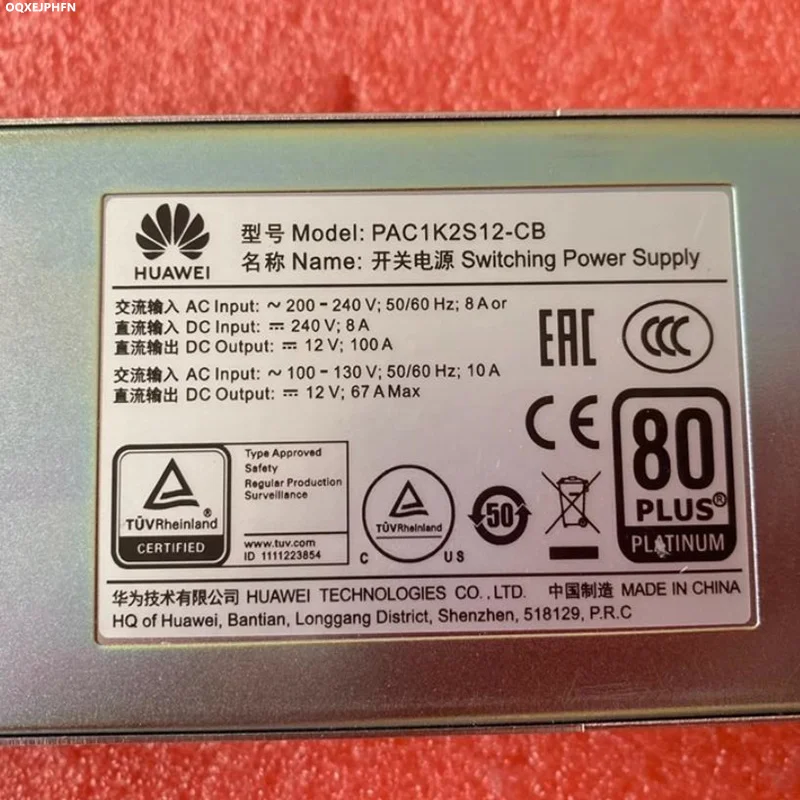 OQXEJPHFN
HUAWEI
型号 Model: PAC1K2S12-CB
名称 Name: 开关电源 Switching Power Supply
交流输入 AC Input: ~ 200-240 V; 50/60 Hz; 8 A or
直流输入 DC Input: ⎓ 240 V; 8 A
直流输出 DC Output: ⎓ 12 V; 100 A
交流输入 AC Input: ~ 100-130 V; 50/60 Hz; 10 A
直流输出 DC Output: ⎓ 12 V; 67 A Max
EAC
CCC
CE
80
PLUS®
PLATINUM
TÜVRheinland®
CERTIFIED
Type Approved
Safety
Regular Production
Surveillance
www.tuv.com
ID 1111223854
TÜVRheinland
C US
50
华为技术有限公司 HUAWEI TECHNOLOGIES CO.,LTD. 中国制造 MADE IN CHINA
HQ of Huawei, Bantian, Longgang District, Shenzhen, 518129, P.R.C